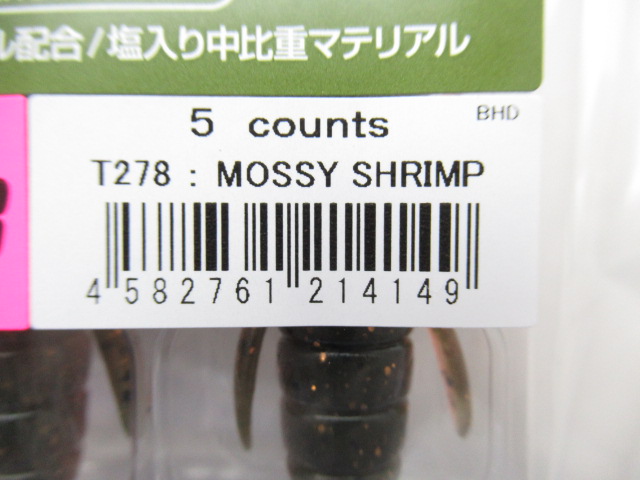 ル配合/塩入り中比重マテリアル
5 counts
BHD
T278 : MOSSY SHRIMP
4 582761 214149